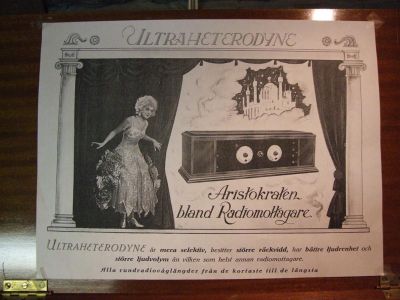 ULTRAHETERODYNE
Aristokraten
bland Radiomottagare.
ULTRAHETERODYNE är mera selektiv, besitter större räckvidd, har bättre ljudrenhet och
större ljudvolym än vilken som helst annan radiomottagare.
Alla rundradiovåglängder från de kortaste till de längsta